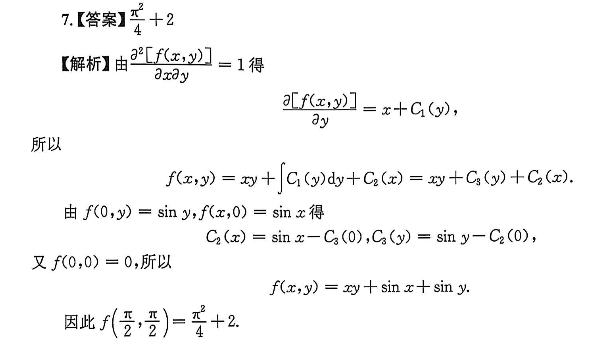 7.【答案】π²/4+2
【解析】由∂²[f(x,y)]/∂x∂y=1得
∂[f(x,y)]/∂y=x+C₁(y),
所以
f(x,y)=xy+∫C₁(y)dy+C₂(x)=xy+C₃(y)+C₂(x).
由 f(0,y)=sin y,f(x,0)=sin x得
C₂(x)=sin x-C₃(0),C₃(y)=sin y-C₂(0),
又 f(0,0)=0,所以
f(x,y)=xy+sin x+sin y.
因此 f(π/2,π/2)=π²/4+2.